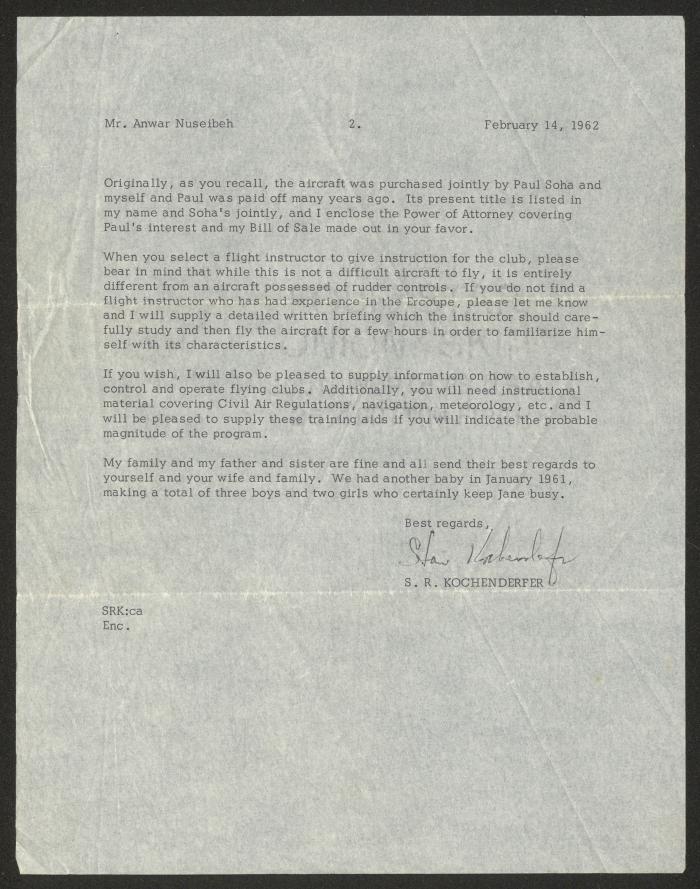 Mr. Anwar Nuseibeh 2. February 14, 1962
Originally, as you recall, the aircraft was purchased jointly by Paul Soha and
myself and Paul was paid off many years ago. Its present title is listed in
my name and Soha's jointly, and I enclose the Power of Attorney covering
Paul's interest and my Bill of Sale made out in your favor.
When you select a flight instructor to give instruction for the club, please
bear in mind that while this is not a difficult aircraft to fly, it is entirely
different from an aircraft possessed of rudder controls. If you do not find a
flight instructor who has had experience in the Ercoupe, please let me know
and I will supply a detailed written briefing which the instructor should care-
fully study and then fly the aircraft for a few hours in order to familiarize him-
self with its characteristics.
If you wish, I will also be pleased to supply information on how to establish,
control and operate flying clubs. Additionally, you will need instructional
material covering Civil Air Regulations, navigation, meteorology, etc. and I
will be pleased to supply these training aids if you will indicate the probable
magnitude of the program.
My family and my father and sister are fine and all send their best regards to
yourself and your wife and family. We had another baby in January 1961,
making a total of three boys and two girls who certainly keep Jane busy.
Best regards,
Stan Kochenderfer
S. R. KOCHENDERFER
SRK:ca
Enc.